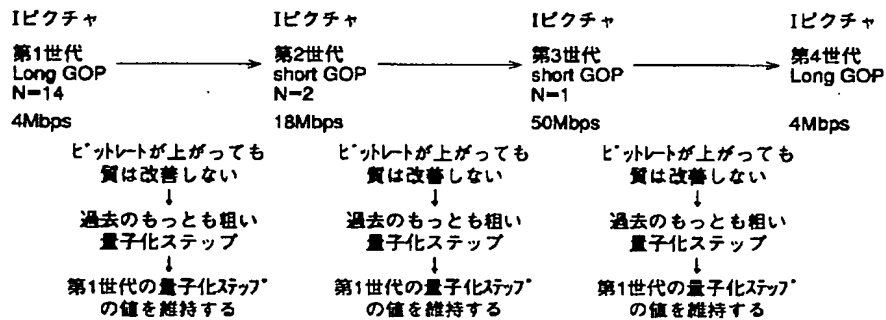 Iピクチャ Iピクチャ Iピクチャ Iピクチャ
第1世代 第2世代 第3世代 第4世代
Long GOP short GOP short GOP Long GOP
N=14 N=2 N=1
4Mbps 18Mbps 50Mbps 4Mbps
ビットレートが上がっても ビットレートが上がっても ビットレートが上がっても
質は改善しない 質は改善しない 質は改善しない
↓ ↓ ↓
過去のもっとも粗い 過去のもっとも粗い 過去のもっとも粗い
量子化ステップ 量子化ステップ 量子化ステップ
↓ ↓ ↓
第1世代の量子化ステップ 第1世代の量子化ステップ 第1世代の量子化ステップ
の値を維持する の値を維持する の値を維持する